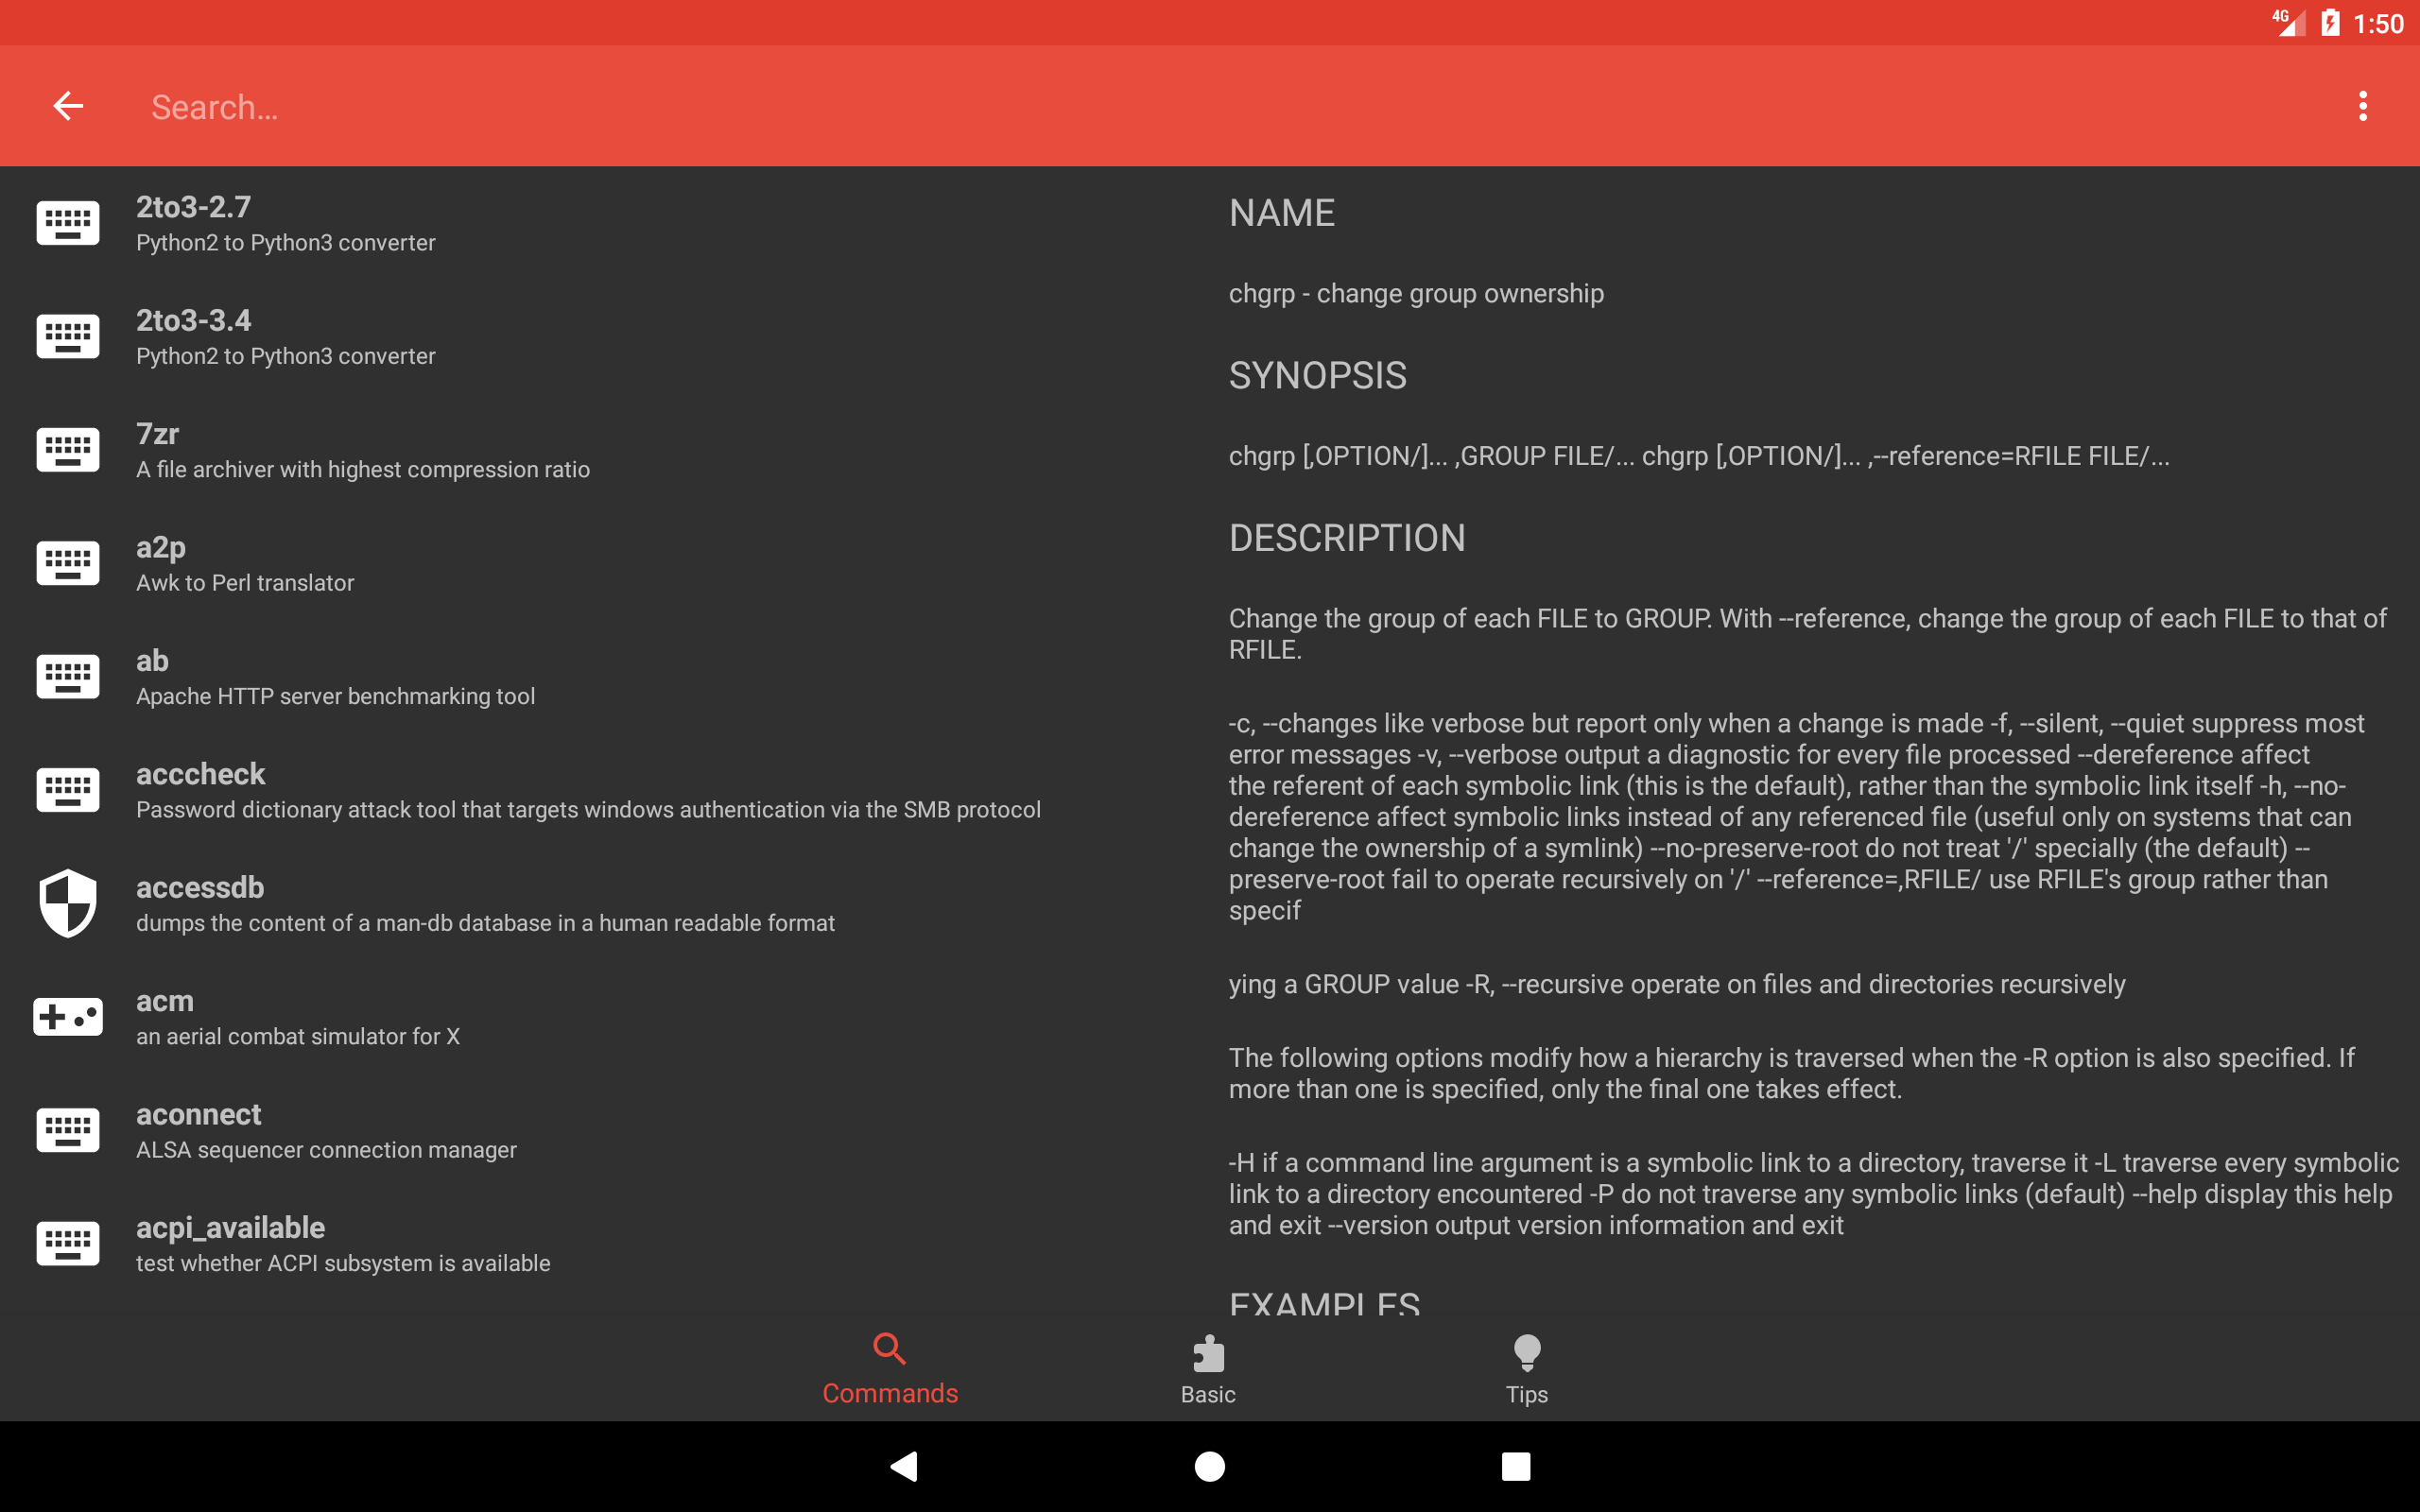 4G 1:50
Search...
2to3-2.7
Python2 to Python3 converter
2to3-3.4
Python2 to Python3 converter
7zr
A file archiver with highest compression ratio
a2p
Awk to Perl translator
ab
Apache HTTP server benchmarking tool
acccheck
Password dictionary attack tool that targets windows authentication via the SMB protocol
accessdb
dumps the content of a man-db database in a human readable format
acm
an aerial combat simulator for X
aconnect
ALSA sequencer connection manager
acpi_available
test whether ACPI subsystem is available
NAME
chgrp - change group ownership
SYNOPSIS
chgrp [,OPTION/]... ,GROUP FILE/... chgrp [,OPTION/]... ,--reference=RFILE FILE/...
DESCRIPTION
Change the group of each FILE to GROUP. With --reference, change the group of each FILE to that of
RFILE.
-c, --changes like verbose but report only when a change is made -f, --silent, --quiet suppress most
error messages -v, --verbose output a diagnostic for every file processed --dereference affect
the referent of each symbolic link (this is the default), rather than the symbolic link itself -h, --no-
dereference affect symbolic links instead of any referenced file (useful only on systems that can
change the ownership of a symlink) --no-preserve-root do not treat '/' specially (the default) --
preserve-root fail to operate recursively on '/' --reference=,RFILE/ use RFILE's group rather than
specif
ying a GROUP value -R, --recursive operate on files and directories recursively
The following options modify how a hierarchy is traversed when the -R option is also specified. If
more than one is specified, only the final one takes effect.
-H if a command line argument is a symbolic link to a directory, traverse it -L traverse every symbolic
link to a directory encountered -P do not traverse any symbolic links (default) --help display this help
and exit --version output version information and exit
EXAMPLES
Commands
Basic
Tips